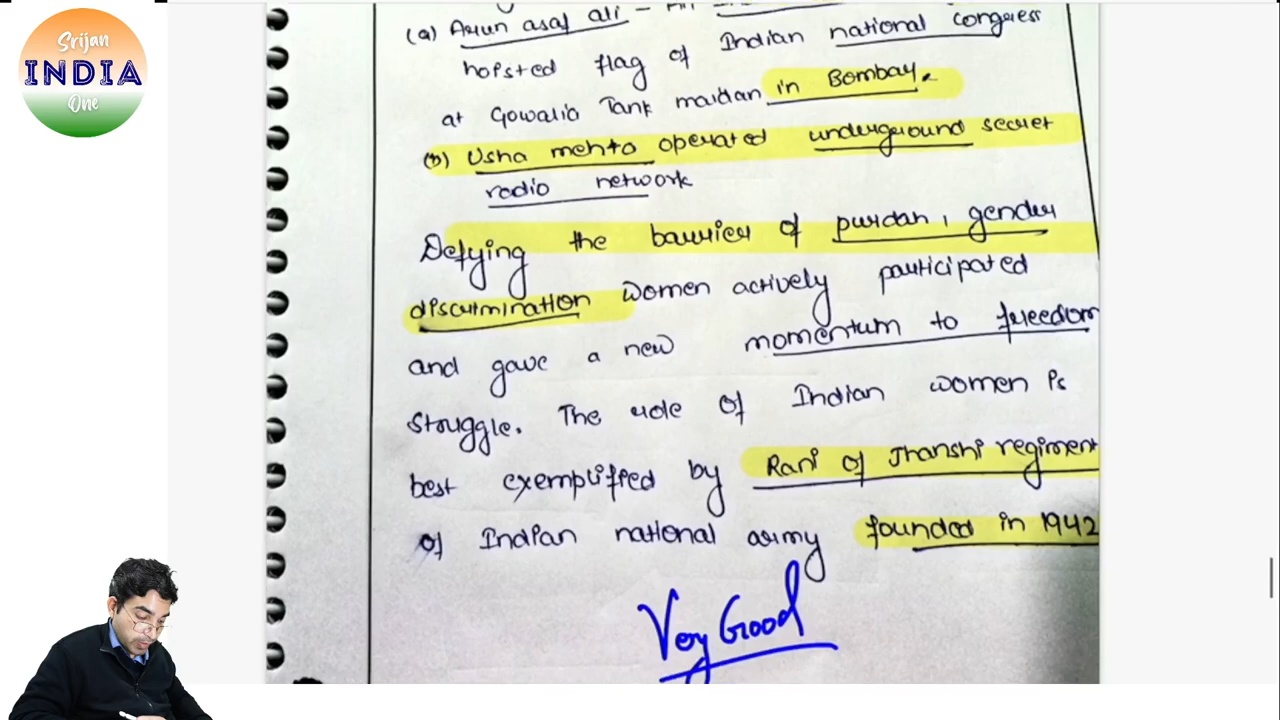 Srijan
INDIA
One
(a) Arun asaf ali –
hoisted flag of Indian national congress
at Gowalia Tank maidan in Bombay.
(b) Usha mehta operated underground secret
radio network
Defying the barrier of purdah, gender
discrimination women actively participated
and gave a new momentum to freedom
struggle. The role of Indian women is
best exemplified by Rani of Jhanshi regiment
of Indian national army founded in 1942
Very Good